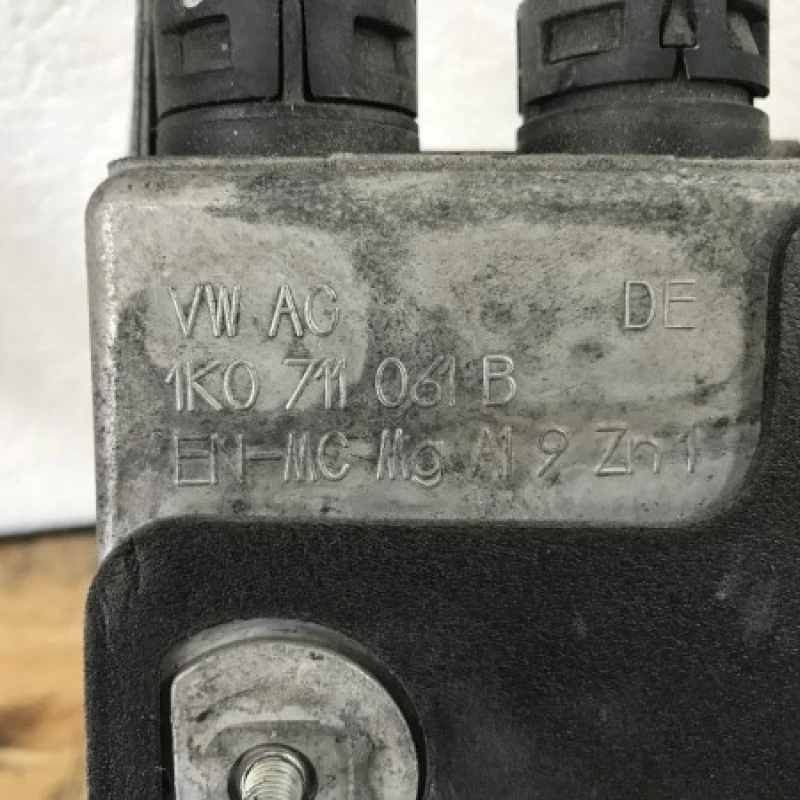 VW AG DE
1K0 711 061 B
EN-MC Mg Al 9 Zn 1